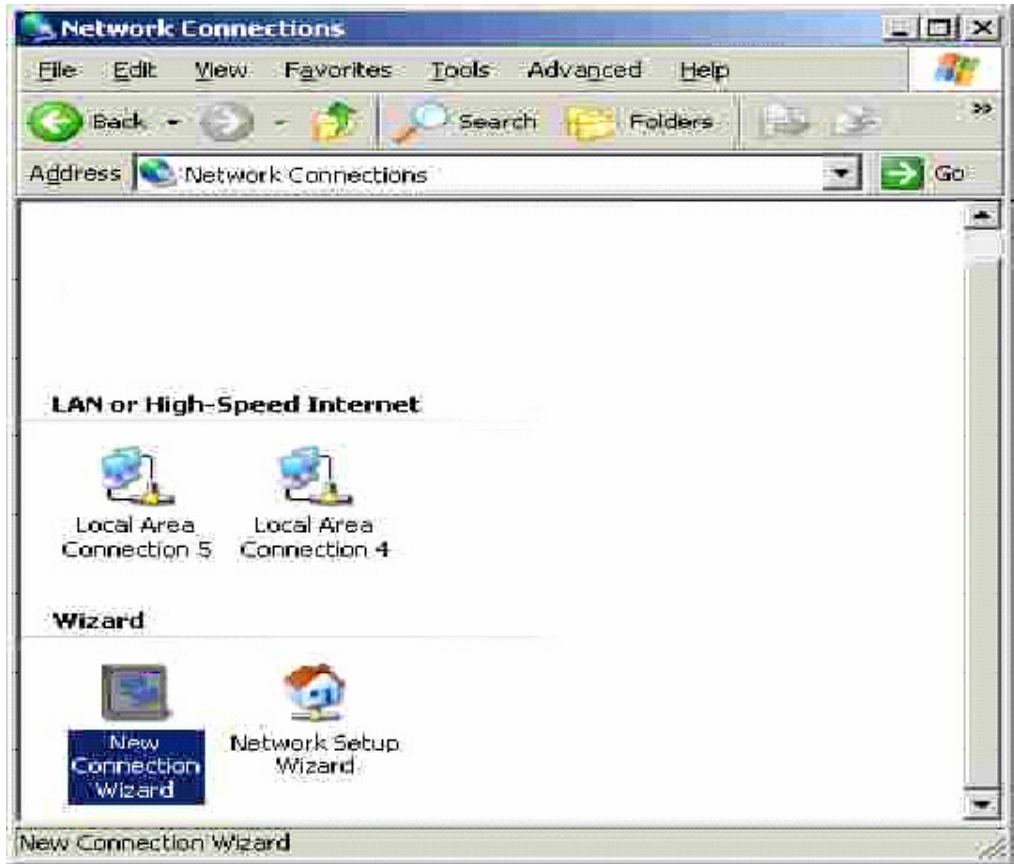 Network Connections
File Edit View Favorites Tools Advanced Help
Back Search Folders »
Address Network Connections Go
LAN or High-Speed Internet
Local Area
Connection 5
Local Area
Connection 4
Wizard
New
Connection
Wizard
Network Setup
Wizard
New Connection Wizard